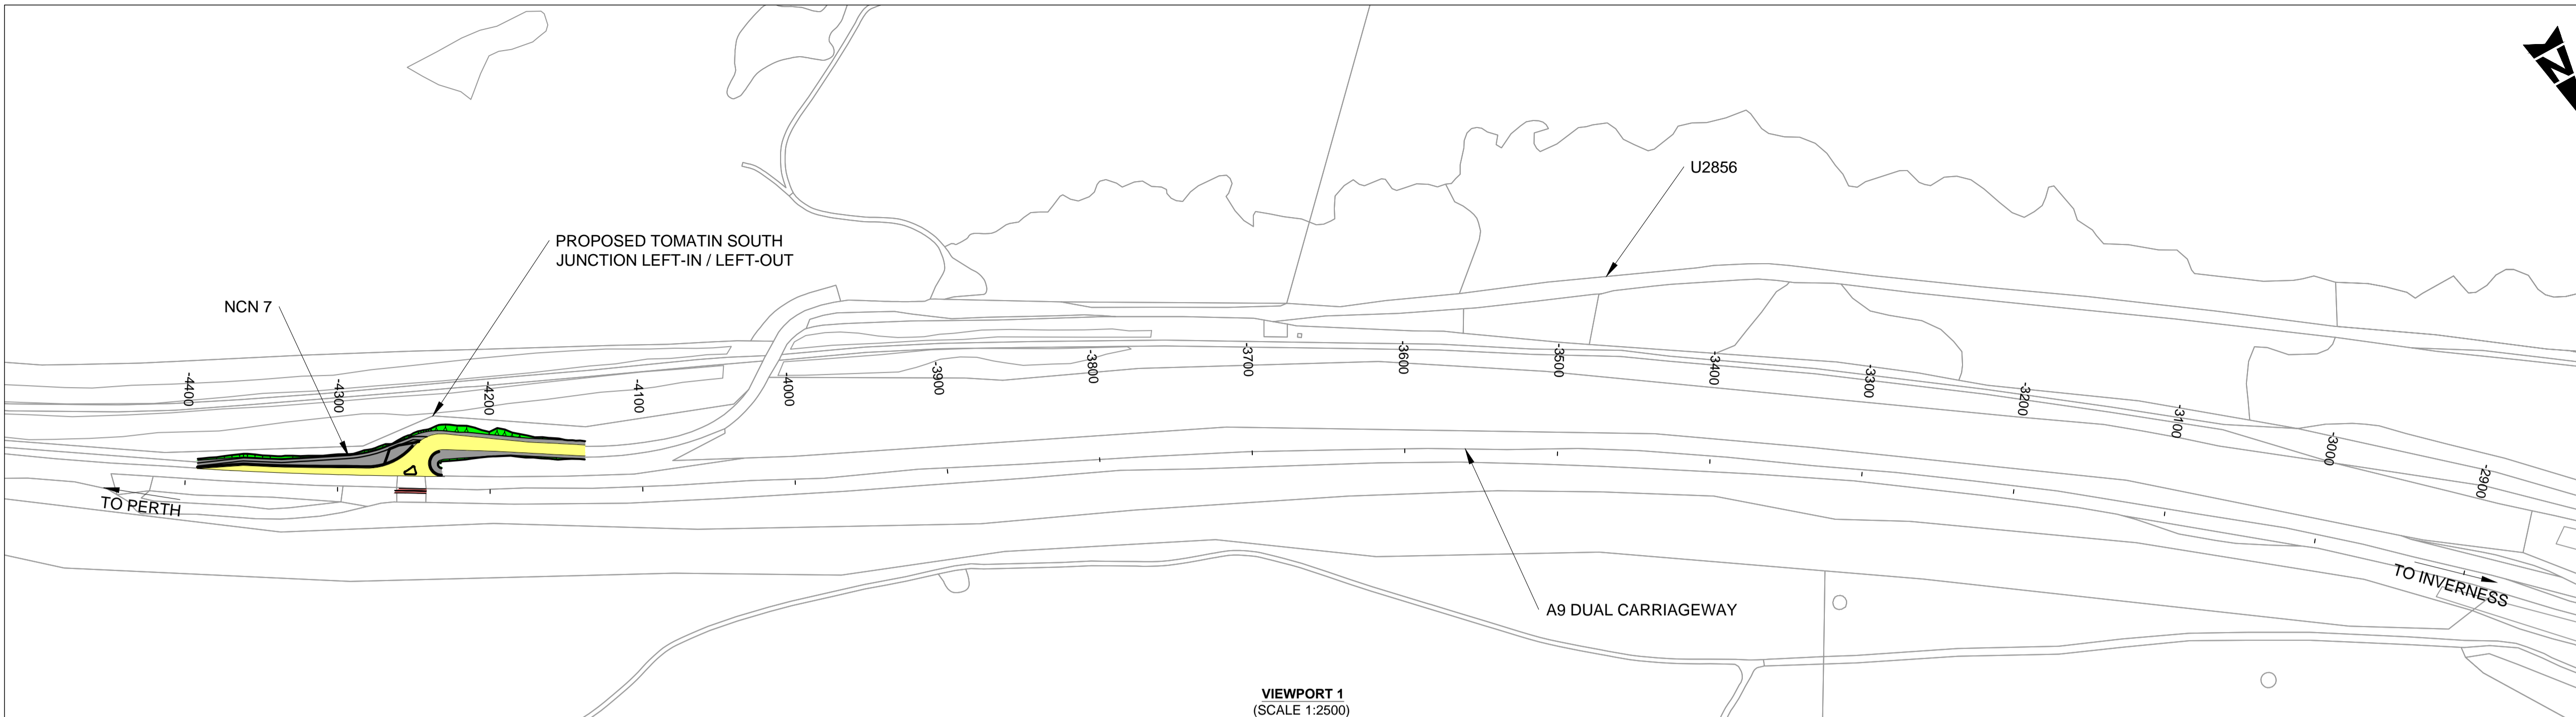 N
U2856
PROPOSED TOMATIN SOUTH
JUNCTION LEFT-IN / LEFT-OUT
NCN 7
-4400
-4300
-4200
-4100
-4000
-3900
-3800
-3700
-3600
-3500
-3400
-3300
-3200
-3100
-3000
-2900
TO PERTH
TO INVERNESS
A9 DUAL CARRIAGEWAY
VIEWPORT 1
(SCALE 1:2500)